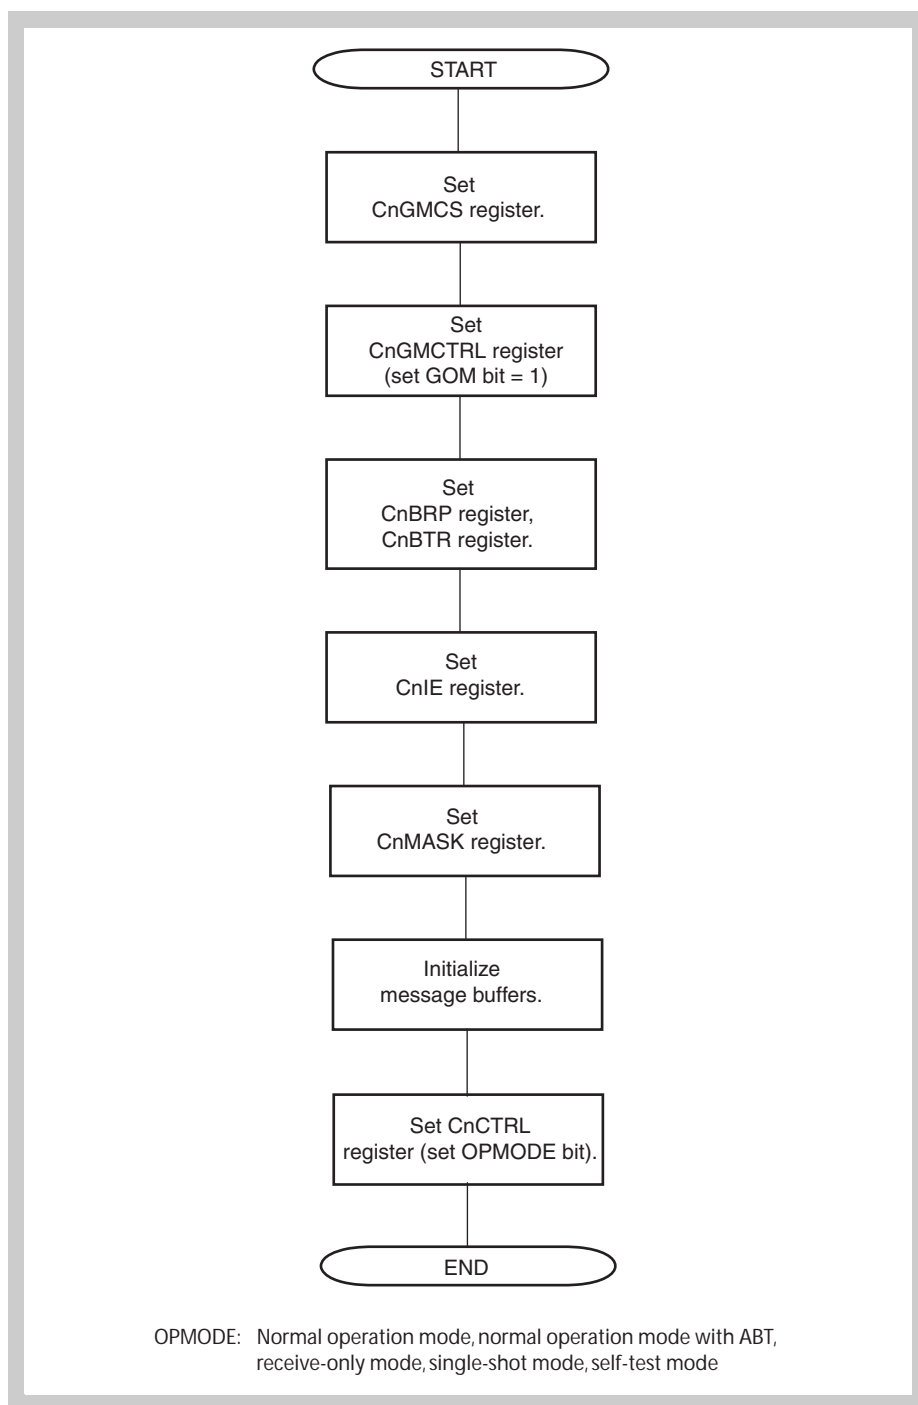 START
Set
CnGMCS register.
Set
CnGMCTRL register
(set GOM bit = 1)
Set
CnBRP register,
CnBTR register.
Set
CnIE register.
Set
CnMASK register.
Initialize
message buffers.
Set CnCTRL
register (set OPMODE bit).
END
OPMODE: Normal operation mode, normal operation mode with ABT,
receive-only mode, single-shot mode, self-test mode